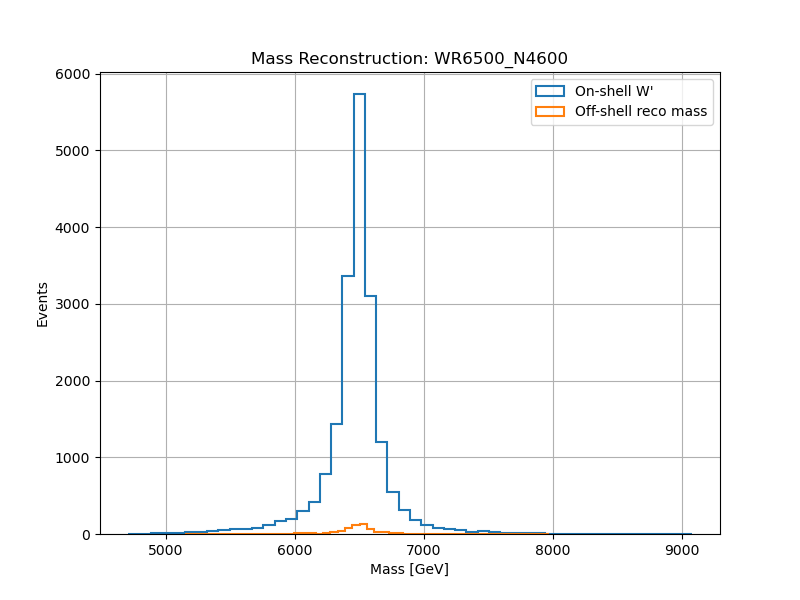 Mass Reconstruction: WR6500_N4600
On-shell W'
Off-shell reco mass
6000
5000
4000
3000
2000
1000
0
Events
5000 6000 7000 8000 9000
Mass [GeV]